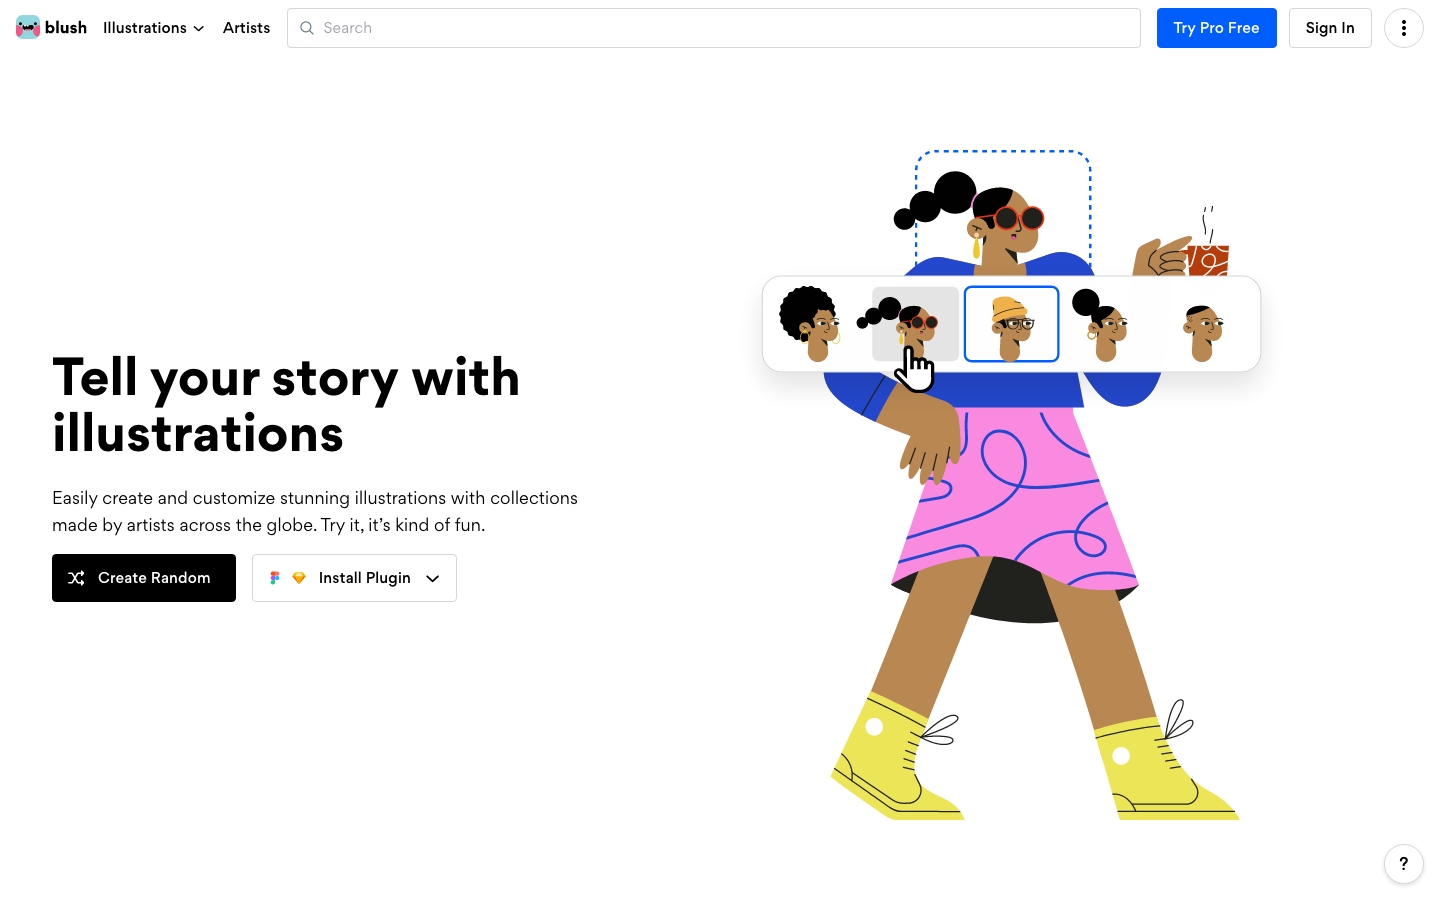 blush
Illustrations
Artists
Search
Try Pro Free
Sign In
Tell your story with
illustrations
Easily create and customize stunning illustrations with collections
made by artists across the globe. Try it, it’s kind of fun.
Create Random
Install Plugin
?